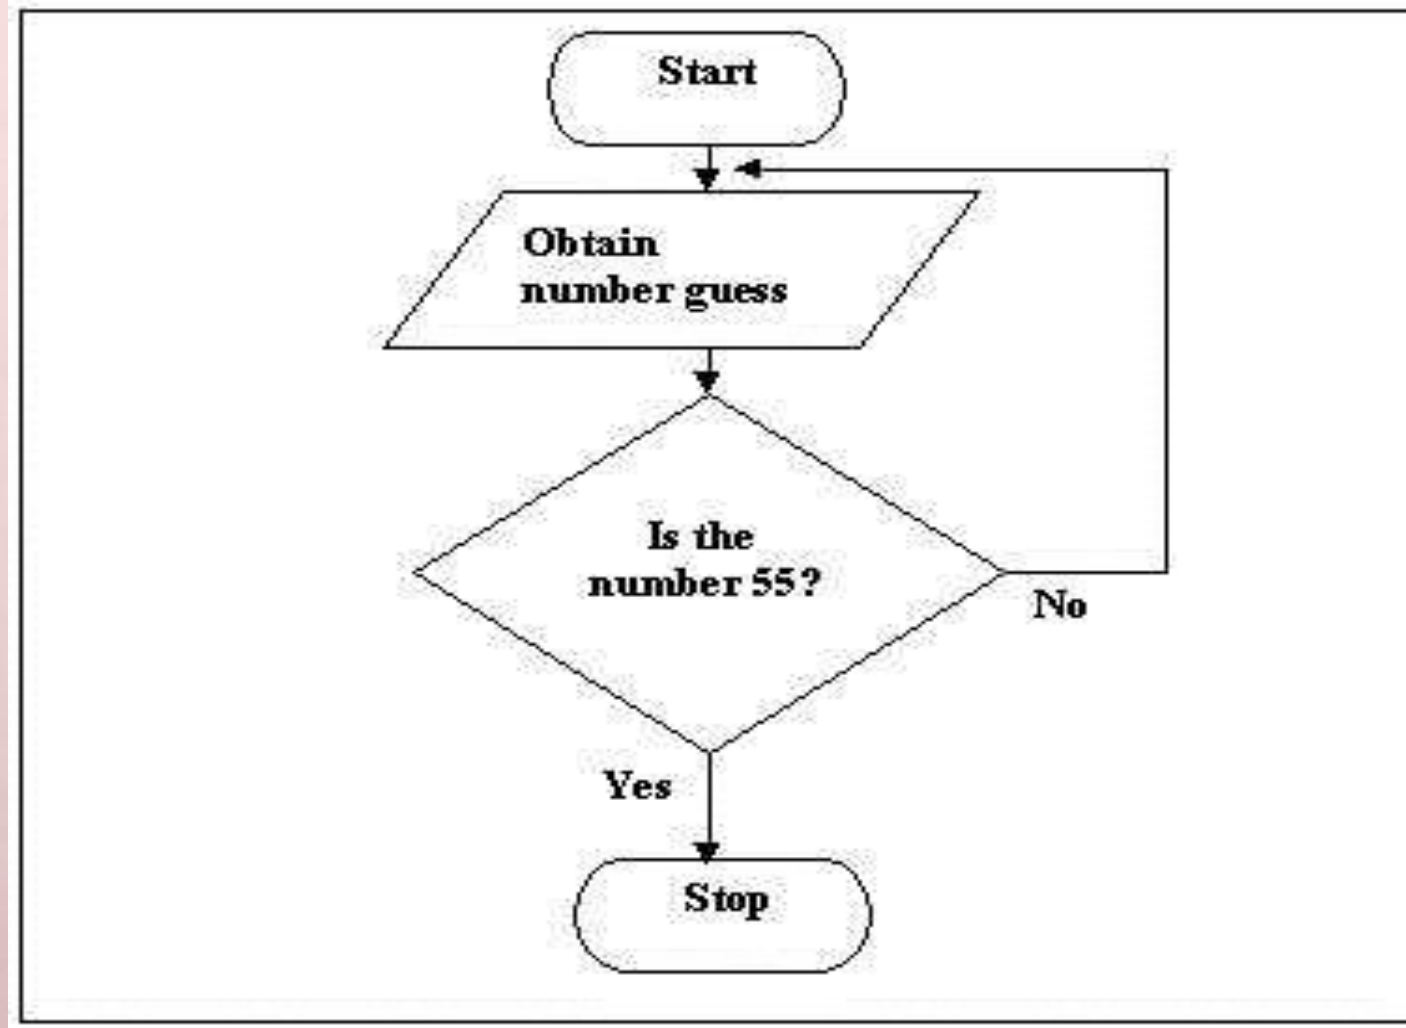 Start
Obtain
number guess
Is the
number 55?
No
Yes
Stop